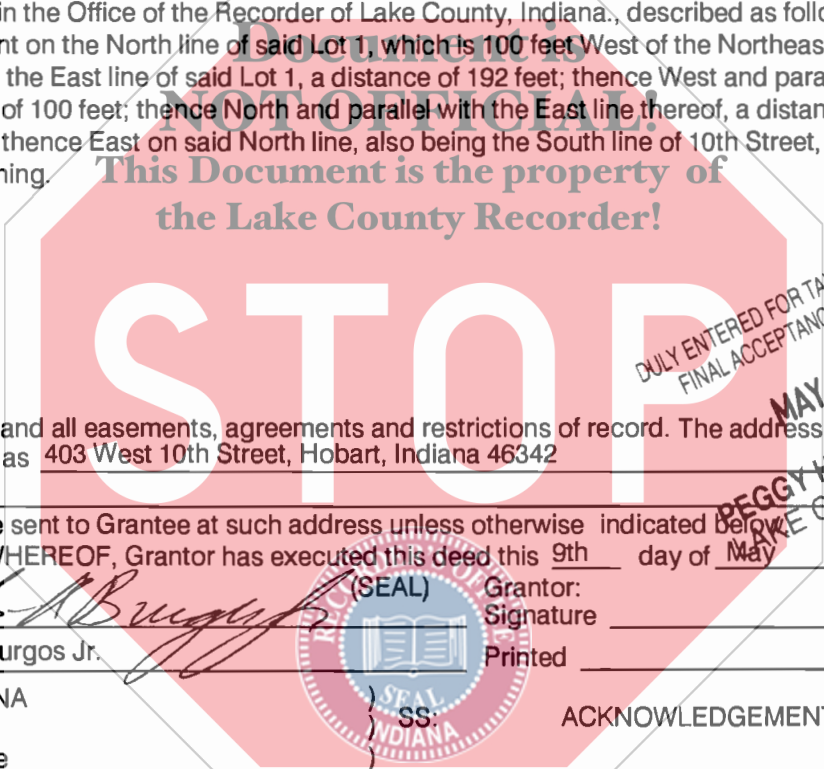 in the Office of the Recorder of Lake County, Indiana., described as follo
nt on the North line of said Lot 1, which is 100 feet West of the Northeas
the East line of said Lot 1, a distance of 192 feet; thence West and para
of 100 feet; thence North and parallel with the East line thereof, a distan
thence East on said North line, also being the South line of 10th Street,
ning.
Document is
NOT OFFICIAL!
This Document is the property of
the Lake County Recorder!
STOP
DULY ENTERED FOR TA
FINAL ACCEPTANC
MAY
PEGGY H
LAKE C
and all easements, agreements and restrictions of record. The address
as 403 West 10th Street, Hobart, Indiana 46342
e sent to Grantee at such address unless otherwise indicated below.
WHEREOF, Grantor has executed this deed this 9th day of May
(SEAL) Grantor:
Signature
urgos Jr. Printed
NA
SS: ACKNOWLEDGEMENT
e
RECORDER'S OFFICE
SEAL
INDIANA